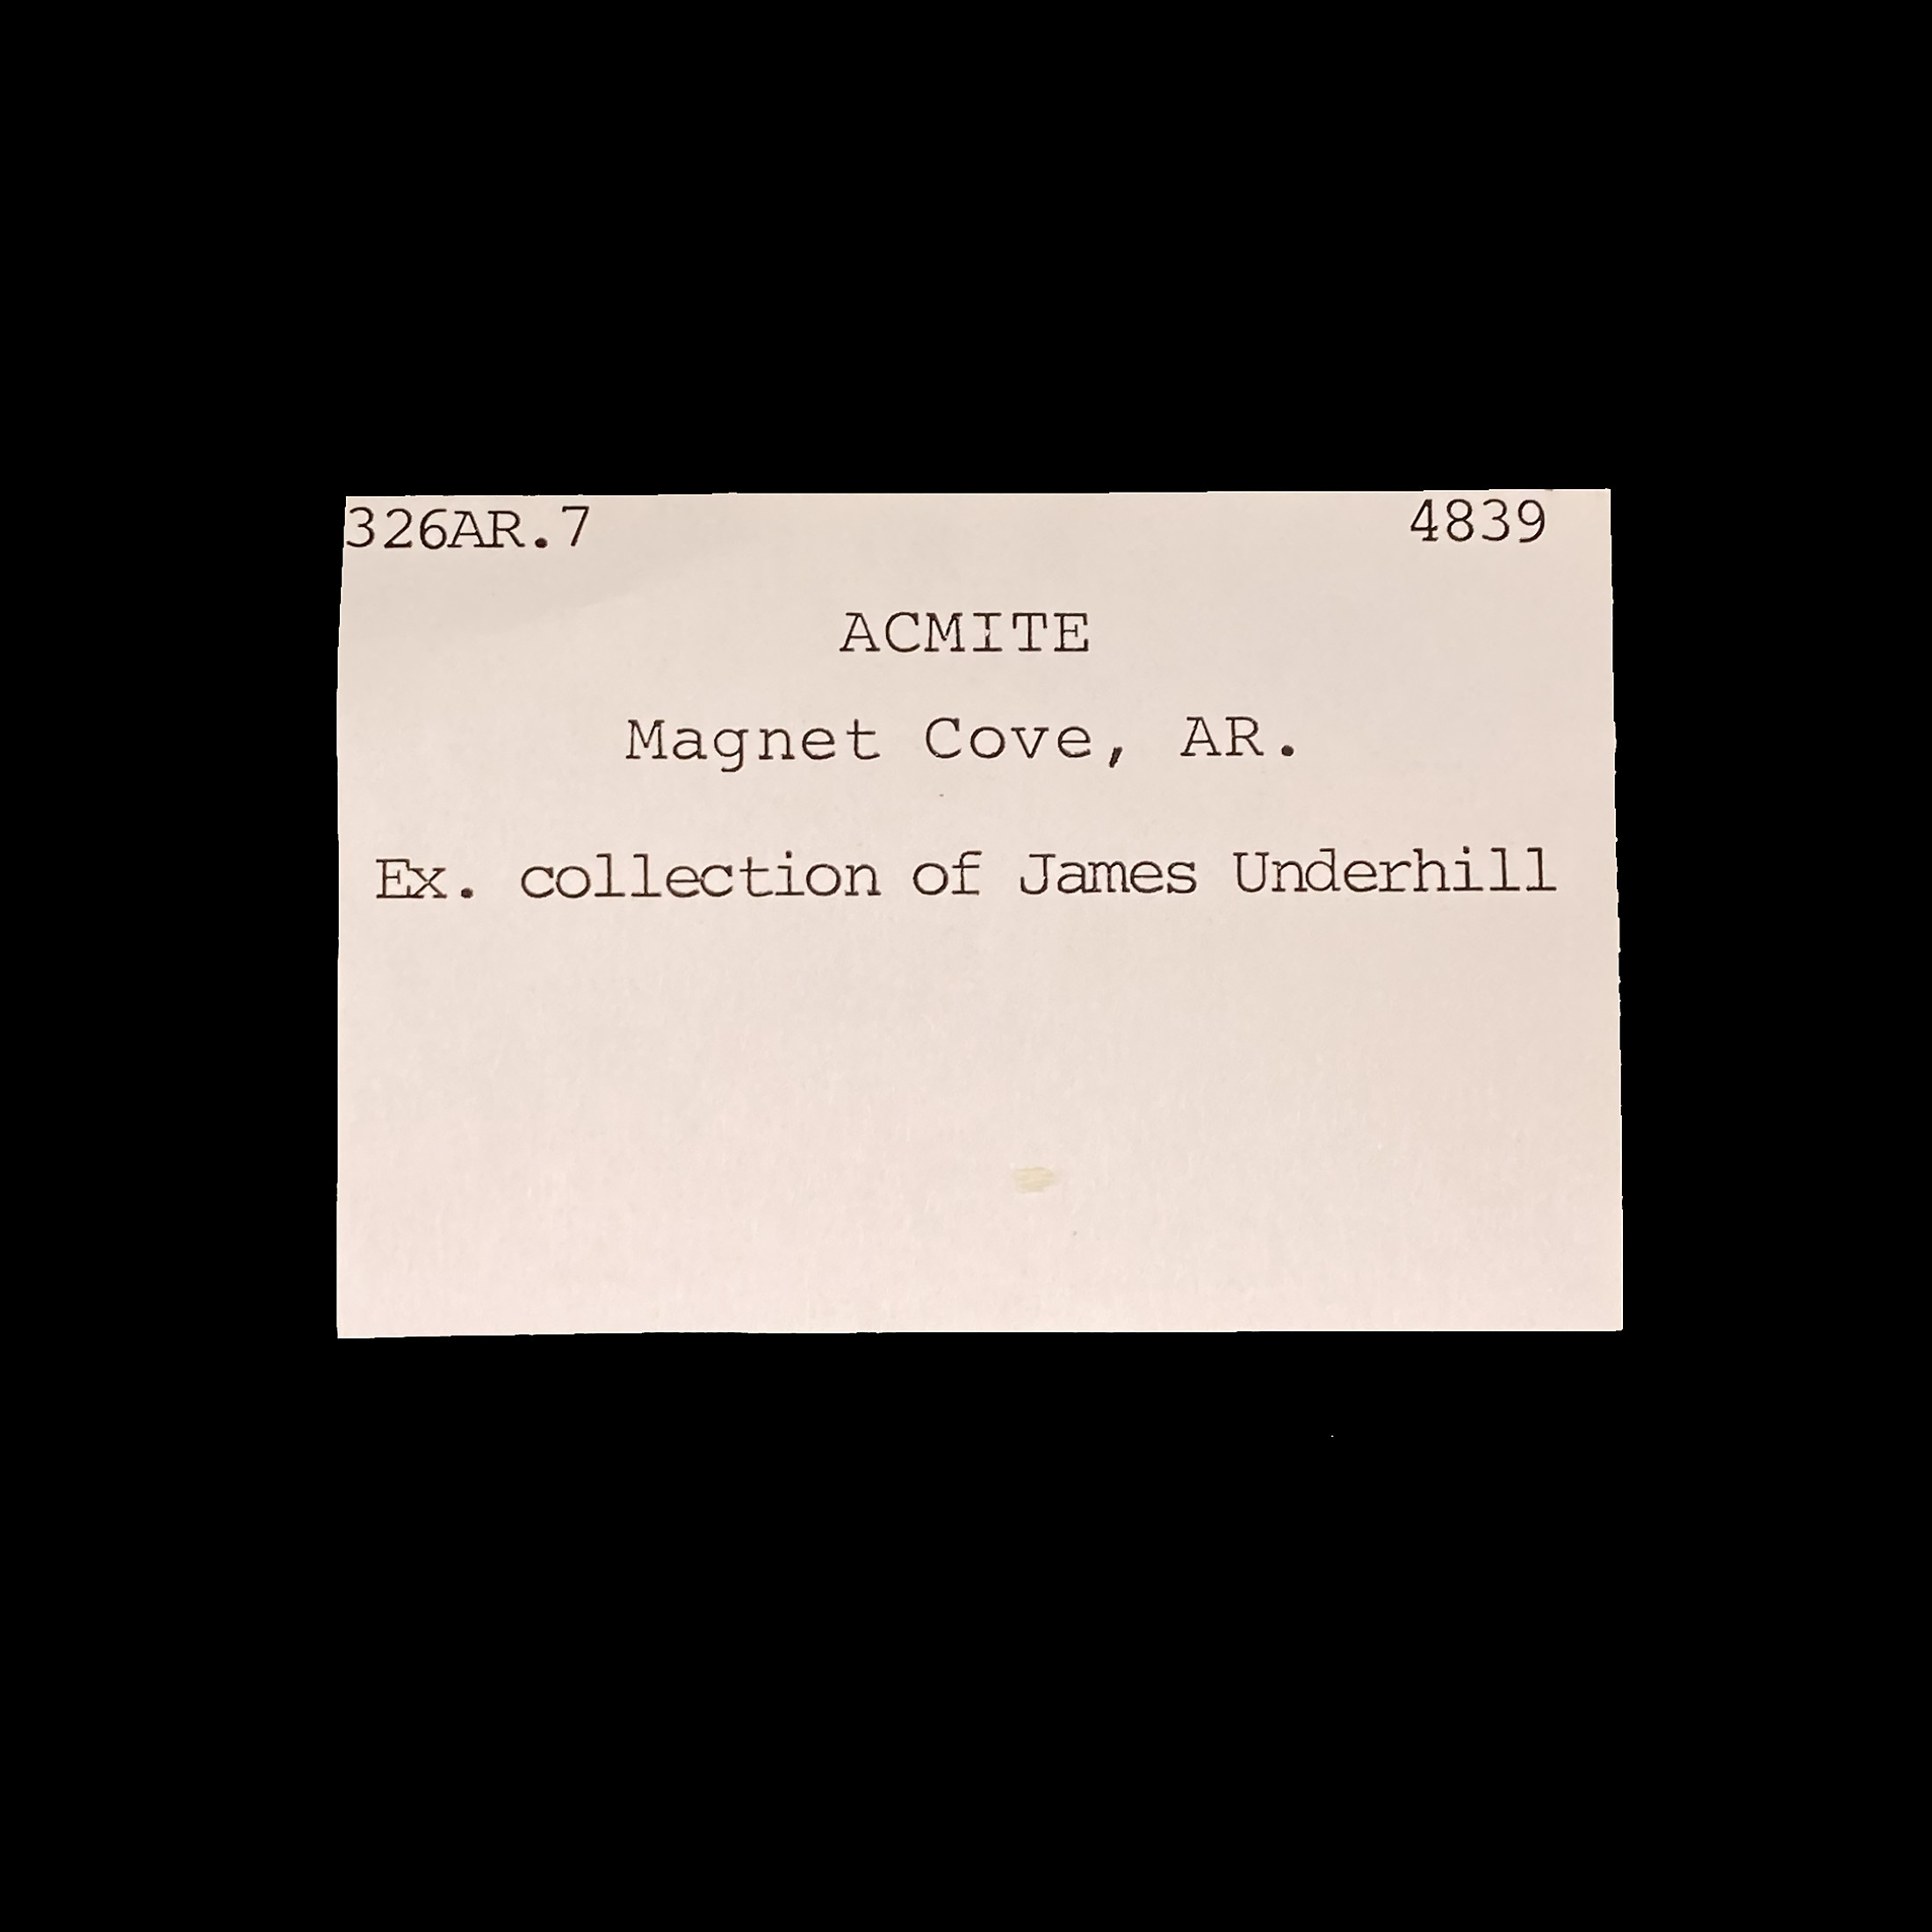 326AR.7 4839
ACMITE
Magnet Cove, AR.
Ex. collection of James Underhill